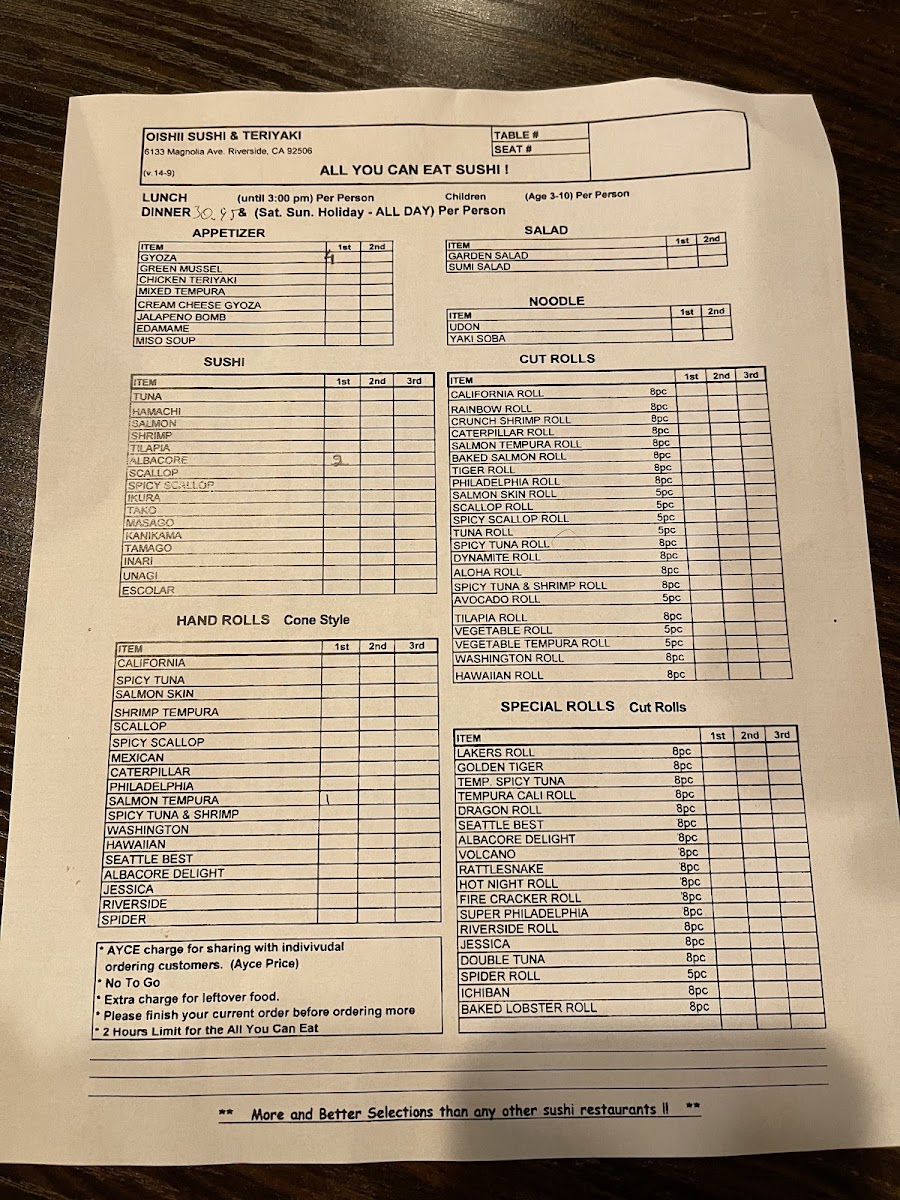 OISHII SUSHI & TERIYAKI
6133 Magnolia Ave. Riverside, CA 92506
(v. 14-9)
TABLE #
SEAT #
ALL YOU CAN EAT SUSHI !
LUNCH (until 3:00 pm) Per Person Children (Age 3-10) Per Person
DINNER 30.95 & (Sat. Sun. Holiday - ALL DAY) Per Person
APPETIZER
ITEM 1st 2nd
GYOZA 4
GREEN MUSSEL
CHICKEN TERIYAKI
MIXED TEMPURA
CREAM CHEESE GYOZA
JALAPENO BOMB
EDAMAME
MISO SOUP
SALAD
ITEM 1st 2nd
GARDEN SALAD
SUMI SALAD
NOODLE
ITEM 1st 2nd
UDON
YAKI SOBA
SUSHI
ITEM 1st 2nd 3rd
TUNA
HAMACHI
SALMON
SHRIMP
TILAPIA
ALBACORE 2
SCALLOP
SPICY SCALLOP
IKURA
TAKO
MASAGO
KANIKAMA
TAMAGO
INARI
UNAGI
ESCOLAR
CUT ROLLS
ITEM 1st 2nd 3rd
CALIFORNIA ROLL 8pc
RAINBOW ROLL 8pc
CRUNCH SHRIMP ROLL 8pc
CATERPILLAR ROLL 8pc
SALMON TEMPURA ROLL 8pc
BAKED SALMON ROLL 8pc
TIGER ROLL 8pc
PHILADELPHIA ROLL 8pc
SALMON SKIN ROLL 5pc
SCALLOP ROLL 5pc
SPICY SCALLOP ROLL 5pc
TUNA ROLL 5pc
SPICY TUNA ROLL 8pc
DYNAMITE ROLL 8pc
ALOHA ROLL 8pc
SPICY TUNA & SHRIMP ROLL 8pc
AVOCADO ROLL 5pc
TILAPIA ROLL 8pc
VEGETABLE ROLL 5pc
VEGETABLE TEMPURA ROLL 5pc
WASHINGTON ROLL 8pc
HAWAIIAN ROLL 8pc
HAND ROLLS Cone Style
ITEM 1st 2nd 3rd
CALIFORNIA
SPICY TUNA
SALMON SKIN
SHRIMP TEMPURA
SCALLOP
SPICY SCALLOP
MEXICAN
CATERPILLAR
PHILADELPHIA
SALMON TEMPURA 1
SPICY TUNA & SHRIMP
WASHINGTON
HAWAIIAN
SEATTLE BEST
ALBACORE DELIGHT
JESSICA
RIVERSIDE
SPIDER
SPECIAL ROLLS Cut Rolls
ITEM 1st 2nd 3rd
LAKERS ROLL 8pc
GOLDEN TIGER 8pc
TEMP. SPICY TUNA 8pc
TEMPURA CALI ROLL 8pc
DRAGON ROLL 8pc
SEATTLE BEST 8pc
ALBACORE DELIGHT 8pc
VOLCANO 8pc
RATTLESNAKE 8pc
HOT NIGHT ROLL 8pc
FIRE CRACKER ROLL 8pc
SUPER PHILADELPHIA 8pc
RIVERSIDE ROLL 8pc
JESSICA 8pc
DOUBLE TUNA 8pc
SPIDER ROLL 5pc
ICHIBAN 8pc
BAKED LOBSTER ROLL 8pc
* AYCE charge for sharing with indivivudal
ordering customers. (Ayce Price)
* No To Go
* Extra charge for leftover food.
* Please finish your current order before ordering more
* 2 Hours Limit for the All You Can Eat
** More and Better Selections than any other sushi restaurants !! **